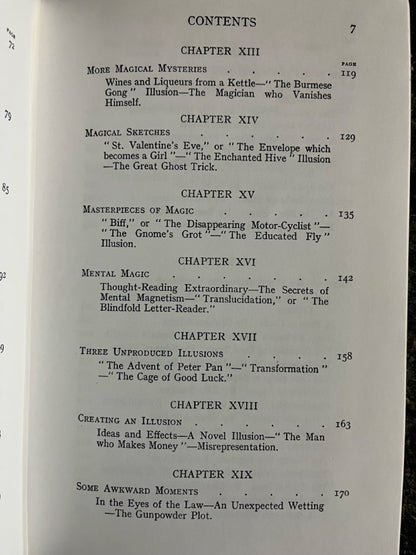 CONTENTS 7
CHAPTER XIII
PAGE
MORE MAGICAL MYSTERIES . . . . . 119
Wines and Liqueurs from a Kettle—"The Burmese
Gong" Illusion—The Magician who Vanishes
Himself.
CHAPTER XIV
MAGICAL SKETCHES . . . . . . 129
"St. Valentine's Eve," or "The Envelope which
becomes a Girl"—"The Enchanted Hive" Illusion
—The Great Ghost Trick.
CHAPTER XV
MASTERPIECES OF MAGIC . . . . . 135
"Biff," or "The Disappearing Motor-Cyclist"—
"The Gnome's Grot"—"The Educated Fly"
Illusion.
CHAPTER XVI
MENTAL MAGIC . . . . . . 142
Thought-Reading Extraordinary—The Secrets of
Mental Magnetism—"Translucidation," or "The
Blindfold Letter-Reader."
CHAPTER XVII
THREE UNPRODUCED ILLUSIONS . . . . 158
"The Advent of Peter Pan"—"Transformation"
—"The Cage of Good Luck."
CHAPTER XVIII
CREATING AN ILLUSION . . . . . 163
Ideas and Effects—A Novel Illusion—"The Man
who Makes Money"—Misrepresentation.
CHAPTER XIX
SOME AWKWARD MOMENTS . . . . . 170
In the Eyes of the Law—An Unexpected Wetting
—The Gunpowder Plot.
PAGE
72
79
85
92